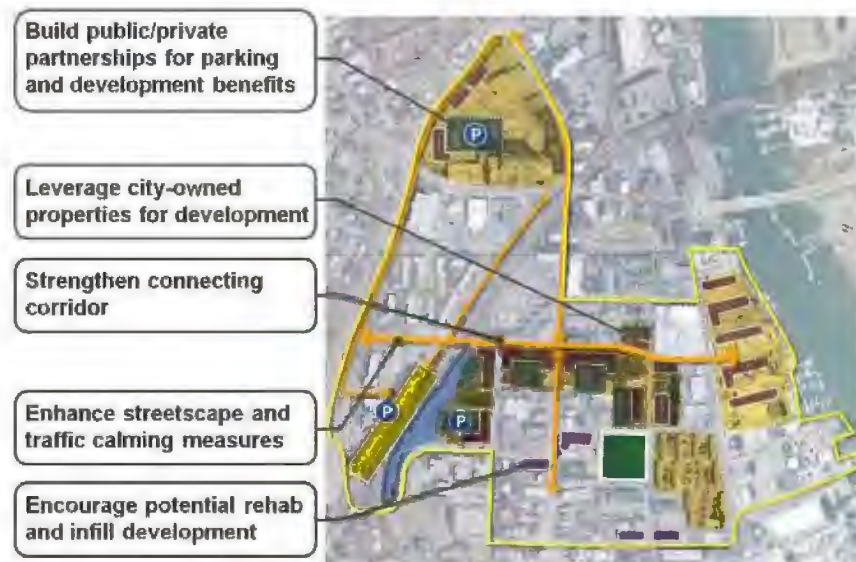 Build public/private
partnerships for parking
and development benefits
P
Leverage city-owned
properties for development
Strengthen connecting
corridor
Enhance streetscape and
traffic calming measures
P
P
Encourage potential rehab
and infill development